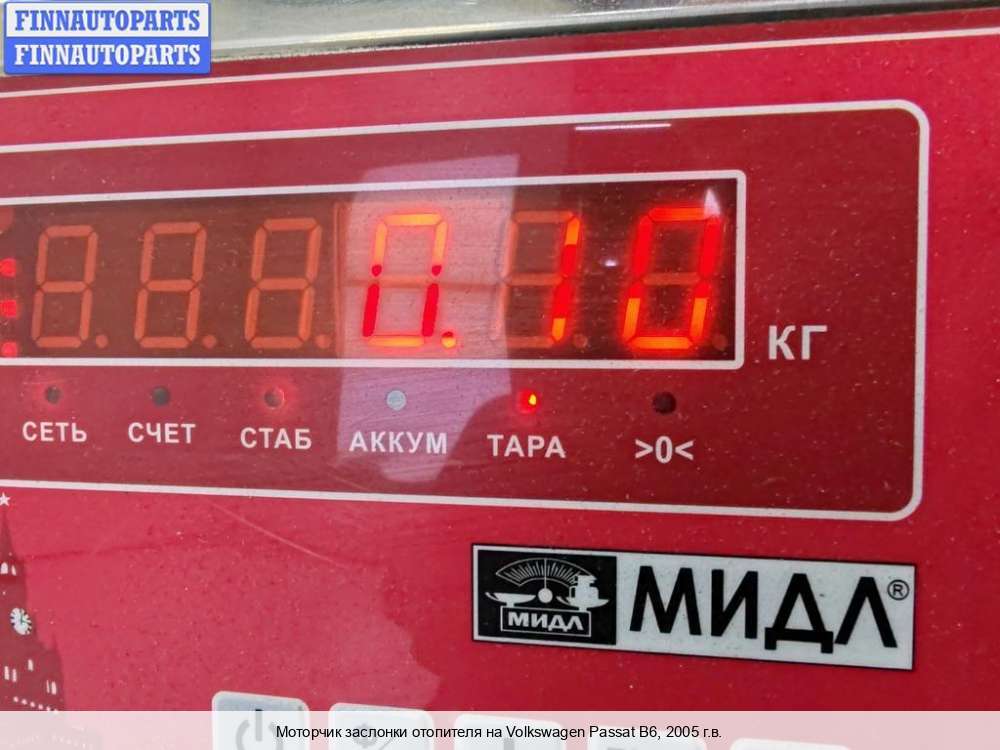 FINNAUTOPARTS
FINNAUTOPARTS
0.10
КГ
СЕТЬ СЧЕТ СТАБ АККУМ ТАРА >0<
МИДЛ
МИДЛ®
Моторчик заслонки отопителя на Volkswagen Passat B6, 2005 г.в.